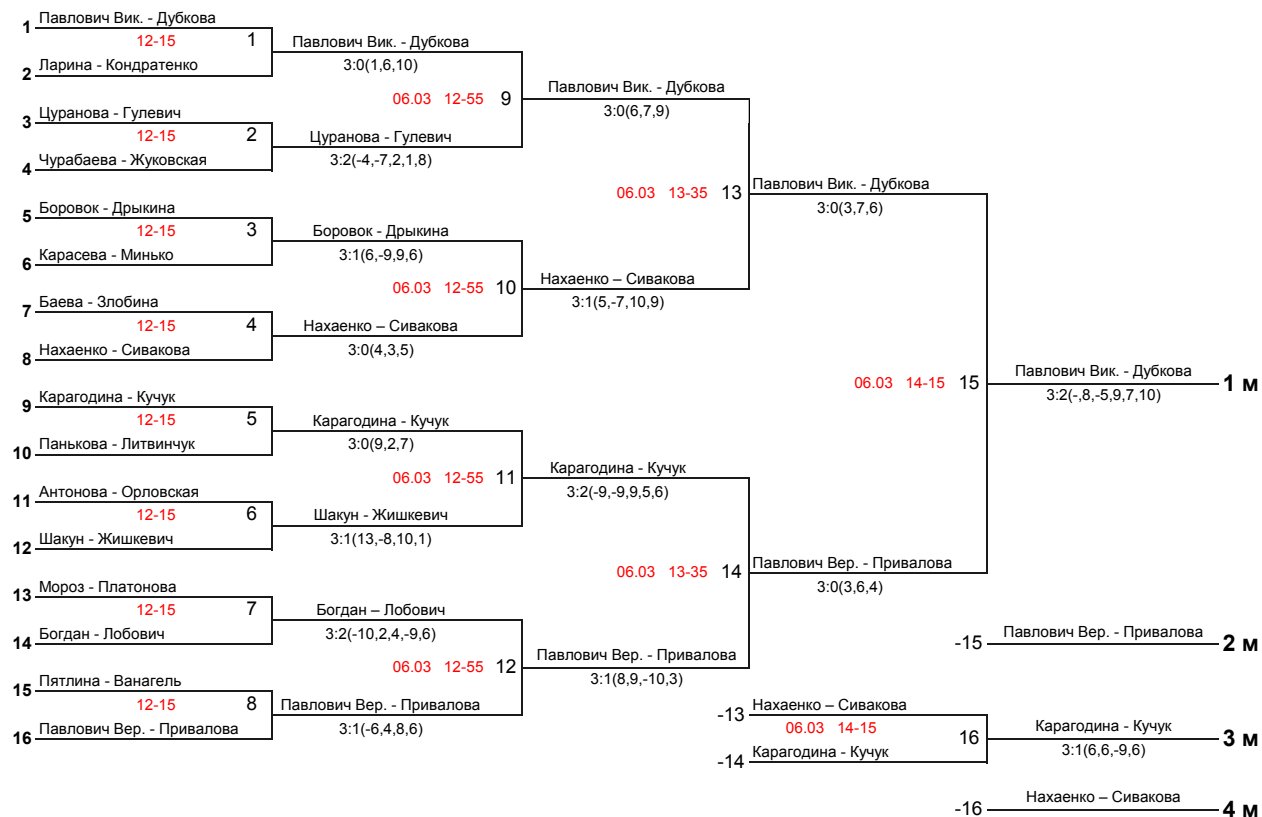 1 Павлович Вик. - Дубкова
12-15 1
2 Ларина - Кондратенко
Павлович Вик. - Дубкова
3:0(1,6,10)
06.03 12-55 9
3 Цуранова - Гулевич
12-15 2
4 Чурабаева - Жуковская
Цуранова - Гулевич
3:2(-4,-7,2,1,8)
Павлович Вик. - Дубкова
3:0(6,7,9)
06.03 13-35 13
5 Боровок - Дрыкина
12-15 3
6 Карасева - Минько
Боровок - Дрыкина
3:1(6,-9,9,6)
06.03 12-55 10
7 Баева - Злобина
12-15 4
8 Нахаенко - Сивакова
Нахаенко – Сивакова
3:0(4,3,5)
Нахаенко – Сивакова
3:1(5,-7,10,9)
Павлович Вик. - Дубкова
3:0(3,7,6)
06.03 14-15 15
Павлович Вик. - Дубкова 1 м
3:2(-,8,-5,9,7,10)
9 Карагодина - Кучук
12-15 5
10 Панькова - Литвинчук
Карагодина - Кучук
3:0(9,2,7)
06.03 12-55 11
11 Антонова - Орловская
12-15 6
12 Шакун - Жишкевич
Шакун - Жишкевич
3:1(13,-8,10,1)
Карагодина - Кучук
3:2(-9,-9,9,5,6)
06.03 13-35 14
13 Мороз - Платонова
12-15 7
14 Богдан - Лобович
Богдан – Лобович
3:2(-10,2,4,-9,6)
06.03 12-55 12
15 Пятлина - Ванагель
12-15 8
16 Павлович Вер. - Привалова
Павлович Вер. - Привалова
3:1(-6,4,8,6)
Павлович Вер. - Привалова
3:1(8,9,-10,3)
Павлович Вер. - Привалова
3:0(3,6,4)
-15 Павлович Вер. - Привалова 2 м
-13 Нахаенко – Сивакова
06.03 14-15 16
-14 Карагодина - Кучук
Карагодина - Кучук 3 м
3:1(6,6,-9,6)
-16 Нахаенко – Сивакова 4 м